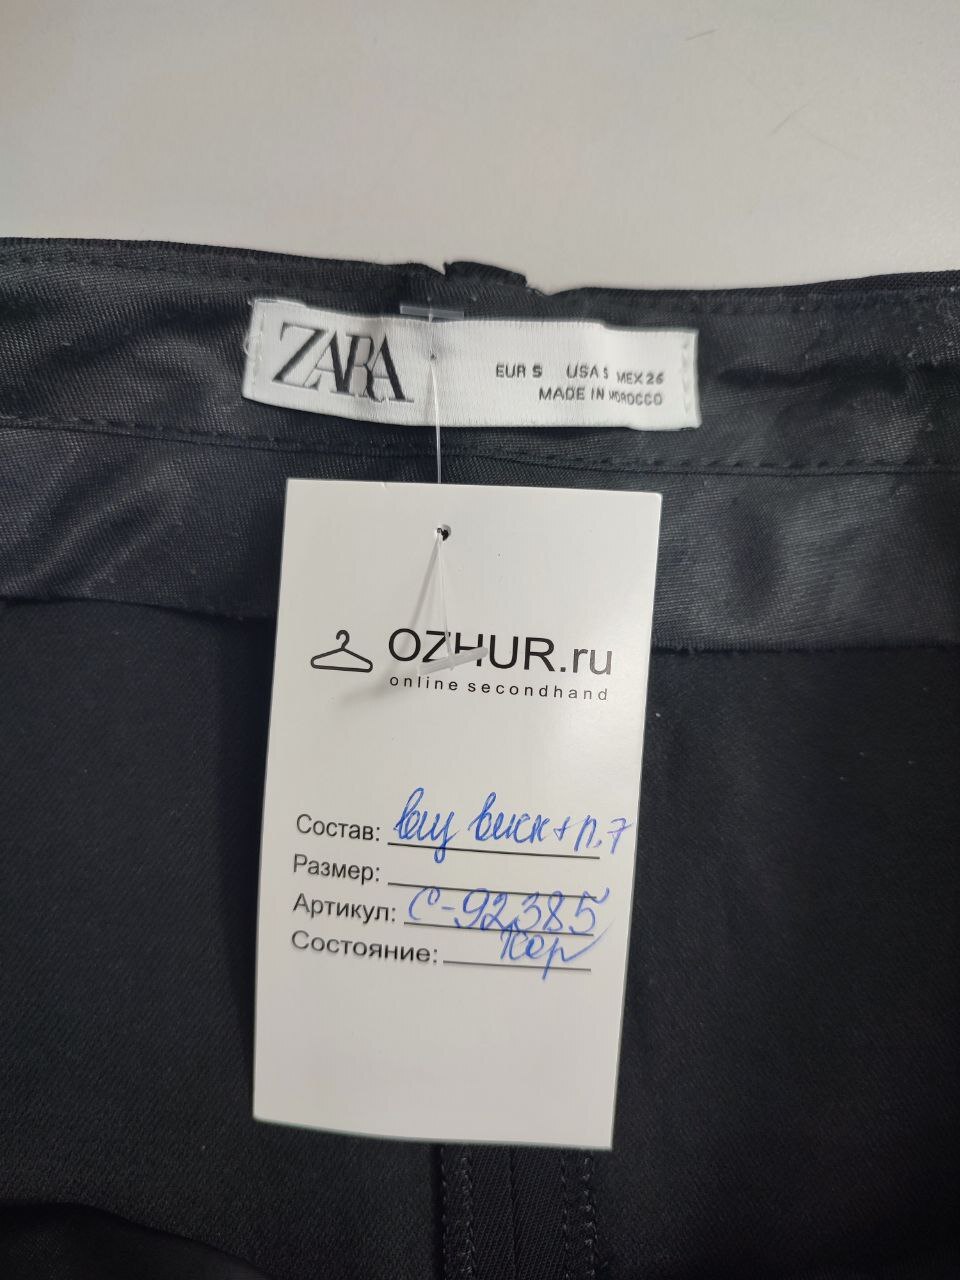 ZARA
EUR S USA S MEX 26
MADE IN MOROCCO
OZHUR.ru
online secondhand
Состав: виск + п.
Размер:
Артикул: С-92385
Состояние: хор